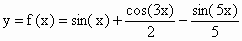 y = f (x) = sin( x) + cos(3x)/2 − sin( 5x)/5